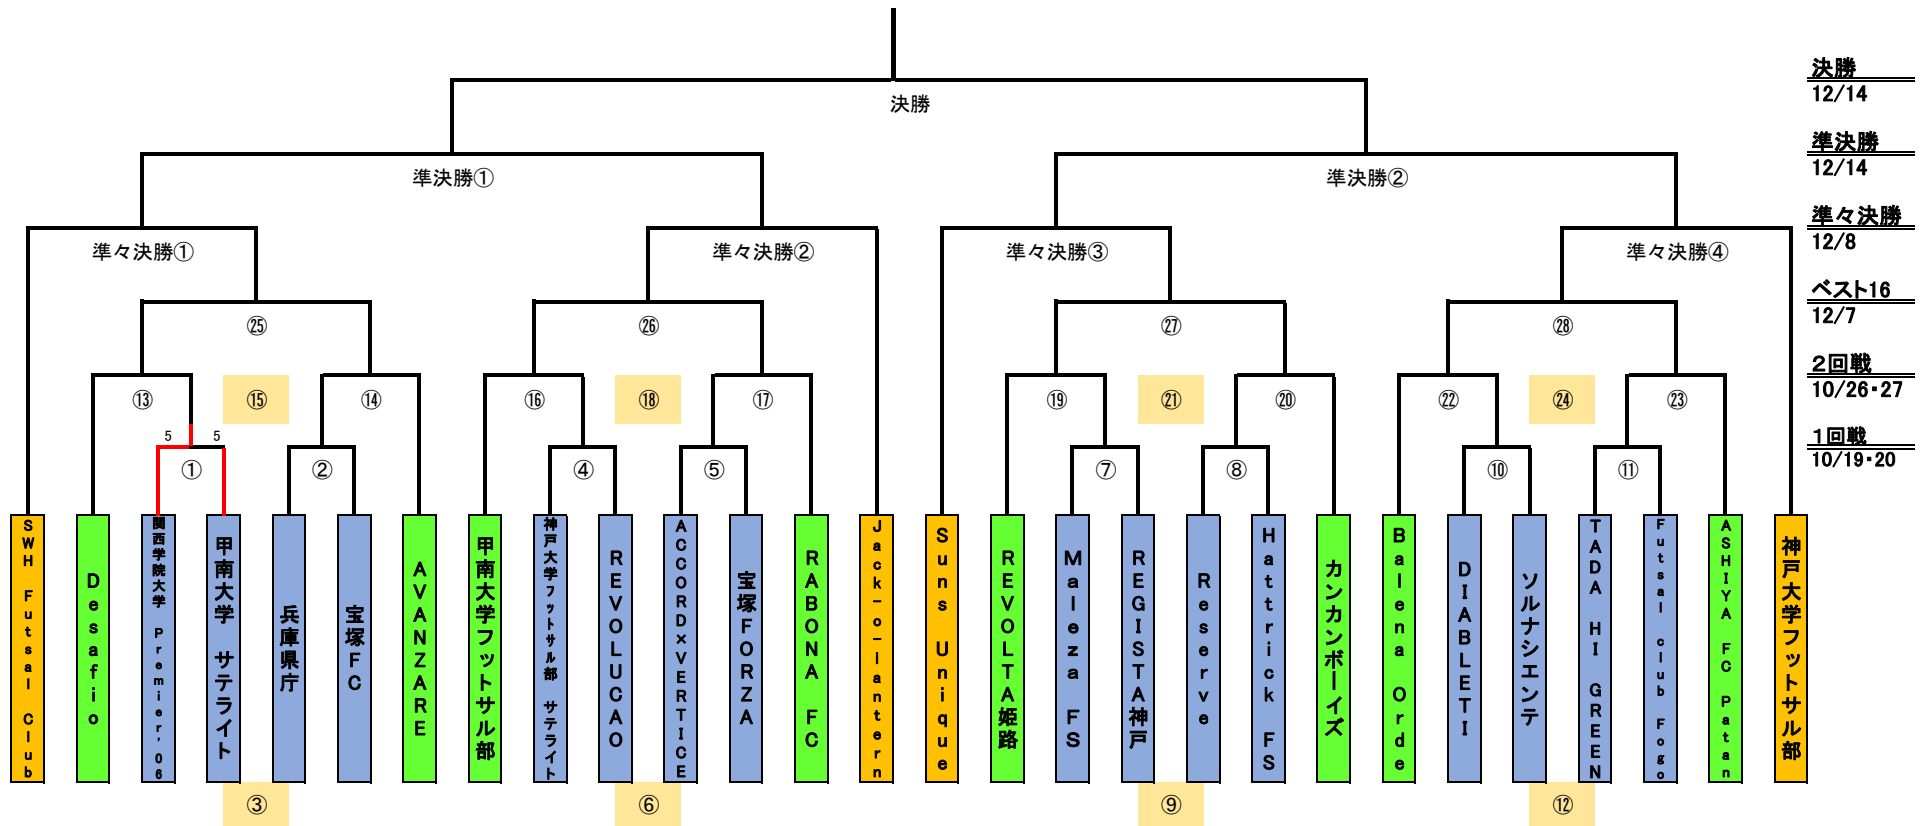 決勝
決勝
12/14
準決勝
12/14
準決勝①
準決勝②
準々決勝
12/8
準々決勝①
準々決勝②
準々決勝③
準々決勝④
ベスト16
12/7
㉕
㉖
㉗
㉘
2回戦
10/26・27
⑬
⑮
⑭
⑯
⑱
⑰
⑲
㉑
⑳
㉒
㉔
㉓
1回戦
10/19・20
5
5
①
②
④
⑤
⑦
⑧
⑩
⑪
SWH Futsal Club
Desafio
関西学院大学 Premier'06
甲南大学 サテライト
兵庫県庁
宝塚FC
AVANZARE
甲南大学フットサル部
神戸大学フットサル部 サテライト
REVOLUCAO
ACCORD×VERTICE
宝塚FORZA
RABONA FC
Jack-o-lantern
Suns Unique
REVOLTA姫路
Maleza FS
REGISTA神戸
Reserve
Hattrick FS
カンカンボーイズ
Balena Orde
DIABLETI
ソルナシエンテ
TADA HI GREEN
Futsal club Fogo
ASHIYA FC Patan
神戸大学フットサル部
③
⑥
⑨
⑫